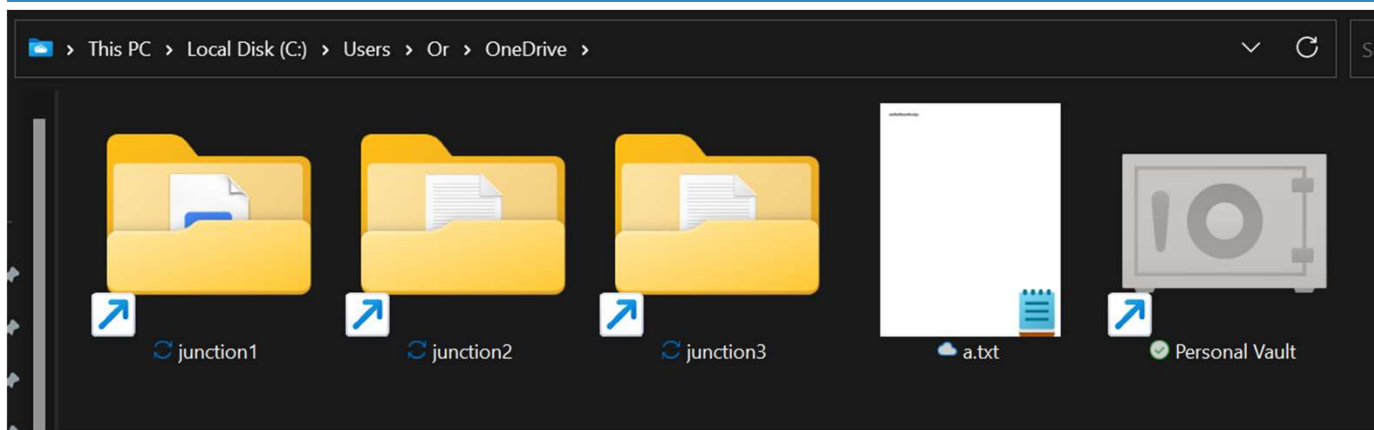 This PC > Local Disk (C:) > Users > Or > OneDrive >
junction1
junction2
junction3
a.txt
Personal Vault